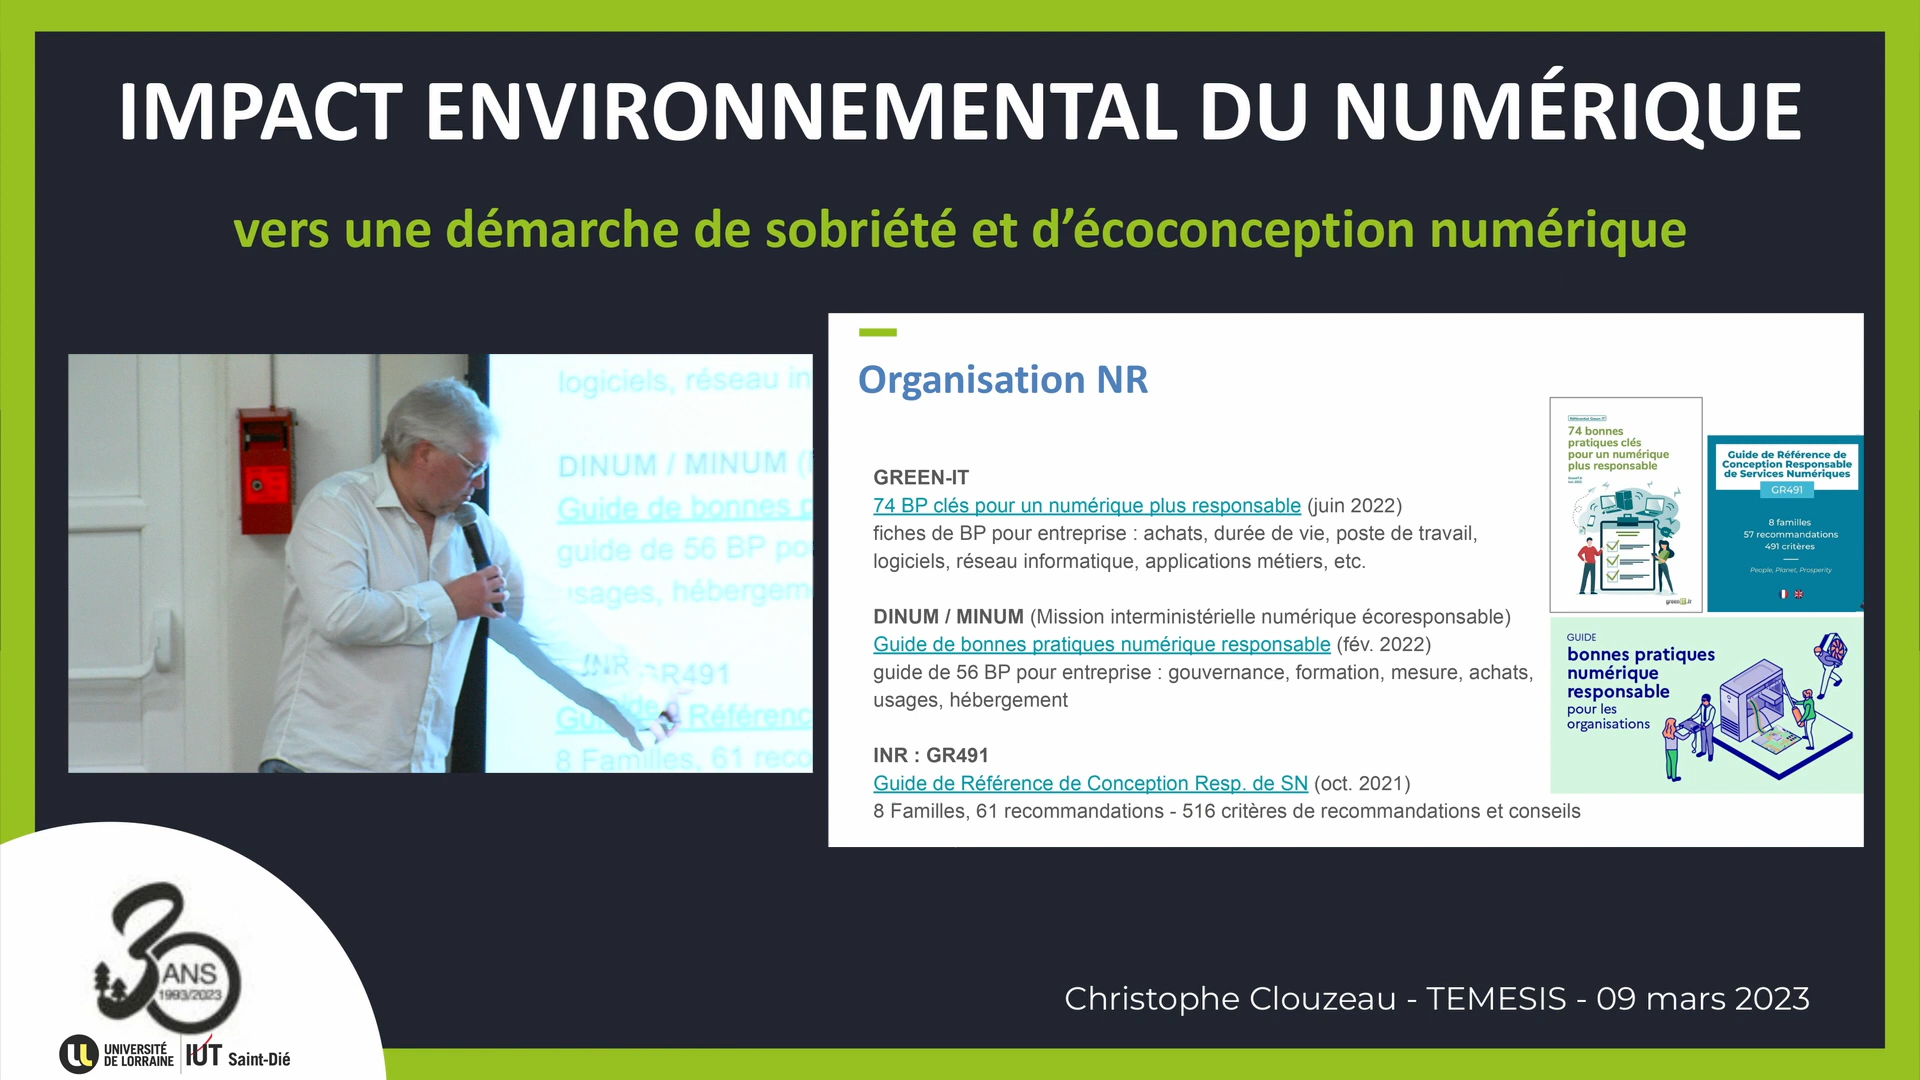 IMPACT ENVIRONNEMENTAL DU NUMÉRIQUE
vers une démarche de sobriété et d’écoconception numérique
logiciels, réseau in
DINUM / MINUM (
Guide de bonnes
guide de 56 BP po
usages, hébergem
INR GR491
Référenc
8 Familles, 61 reco
Organisation NR
GREEN-IT
74 BP clés pour un numérique plus responsable (juin 2022)
fiches de BP pour entreprise : achats, durée de vie, poste de travail,
logiciels, réseau informatique, applications métiers, etc.
DINUM / MINUM (Mission interministérielle numérique écoresponsable)
Guide de bonnes pratiques numérique responsable (fév. 2022)
guide de 56 BP pour entreprise : gouvernance, formation, mesure, achats,
usages, hébergement
INR : GR491
Guide de Référence de Conception Resp. de SN (oct. 2021)
8 Familles, 61 recommandations - 516 critères de recommandations et conseils
74 bonnes
pratiques clés
pour un numérique
plus responsable
Guide de Référence de
Conception Responsable
de Services Numériques
GR491
8 familles
57 recommandations
491 critères
People, Planet, Prosperity
GUIDE
bonnes pratiques
numérique
responsable
pour les
organisations
Christophe Clouzeau - TEMESIS - 09 mars 2023
30 ANS
1993/2023
UNIVERSITÉ
DE LORRAINE
IUT Saint-Dié